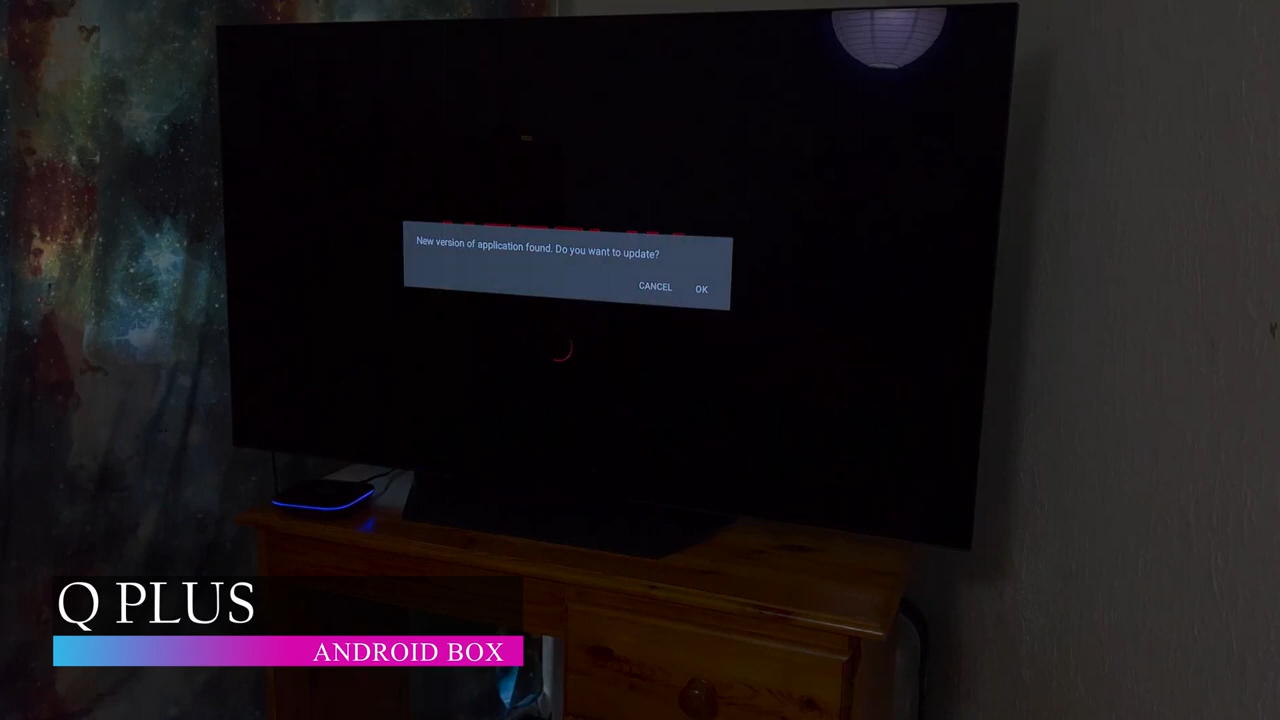 New version of application found. Do you want to update?
CANCEL OK
Q PLUS
ANDROID BOX